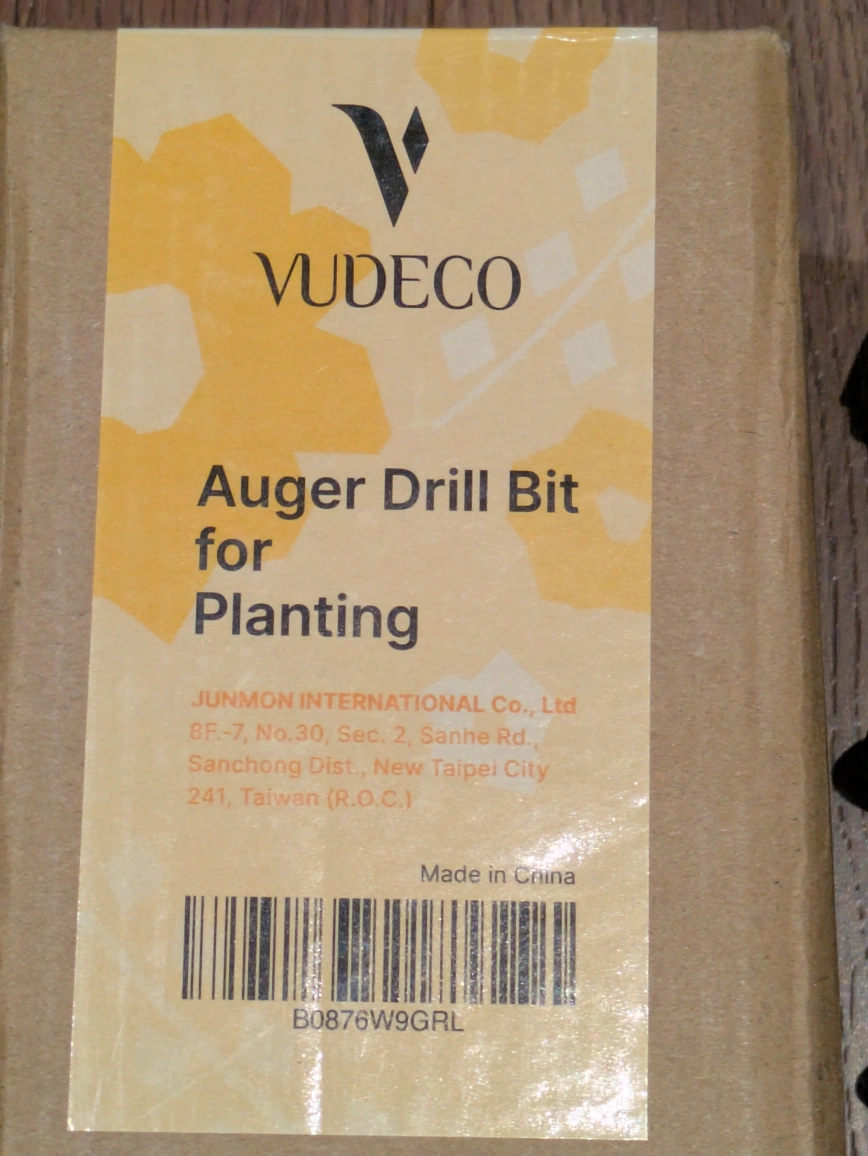 VUDECO
Auger Drill Bit
for
Planting
JUNMON INTERNATIONAL Co., Ltd
8F.-7, No.30, Sec. 2, Sanhe Rd.,
Sanchong Dist., New Taipei City
241, Taiwan (R.O.C.)
Made in China
B0876W9GRL